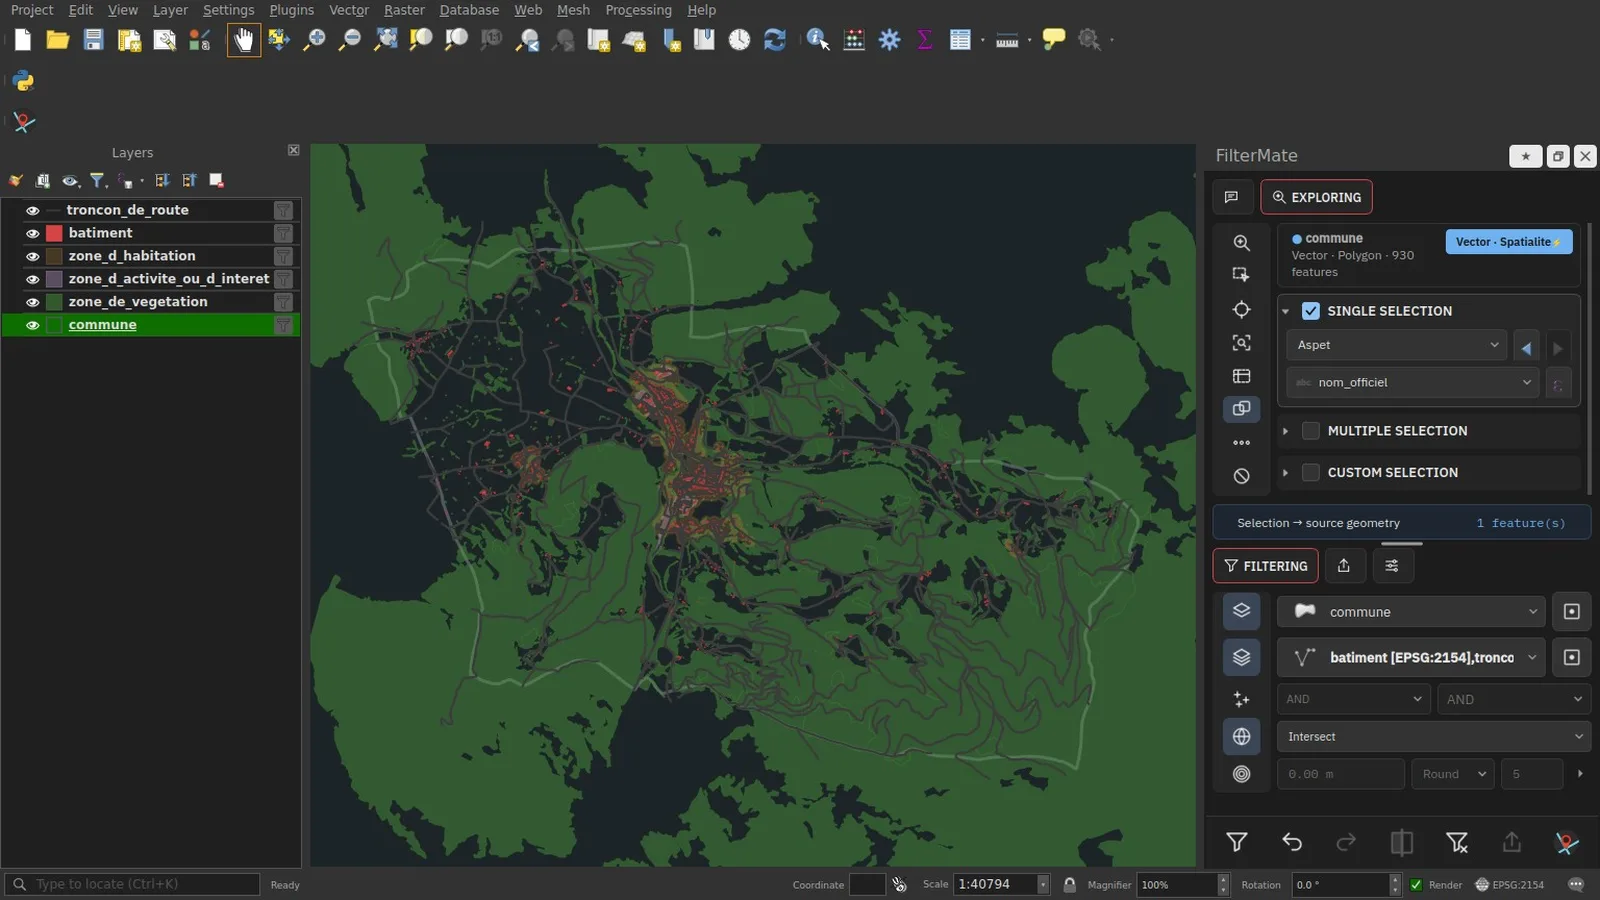 Project Edit View Layer Settings Plugins Vector Raster Database Web Mesh Processing Help
Layers
troncon_de_route
batiment
zone_d_habitation
zone_d_activite_ou_d_interet
zone_de_vegetation
commune
FilterMate
EXPLORING
commune
Vector · Polygon · 930
features
Vector · Spatialite⚡
SINGLE SELECTION
Aspet
abc nom_officiel
MULTIPLE SELECTION
CUSTOM SELECTION
Selection → source geometry 1 feature(s)
FILTERING
commune
batiment [EPSG:2154],tronco
AND AND
Intersect
0.00 m Round 5
Type to locate (Ctrl+K) Ready Coordinate Scale 1:40794 Magnifier 100% Rotation 0.0 ° Render EPSG:2154